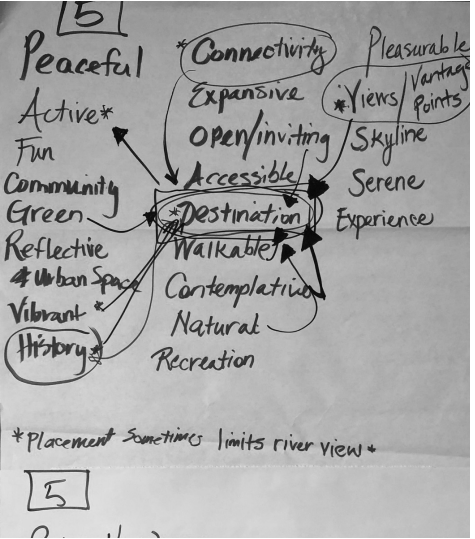 5
Peaceful
Active*
Fun
Community
Green
Reflective
* Urban Space
Vibrant *
History *
* Connectivity
Expansive
Open/inviting
Accessible
* Destination
Walkable
Contemplative
Natural
Recreation
Pleasurable
* Views/Vantage
Points
Skyline
Serene
Experience
*Placement sometimes limits river view*
5